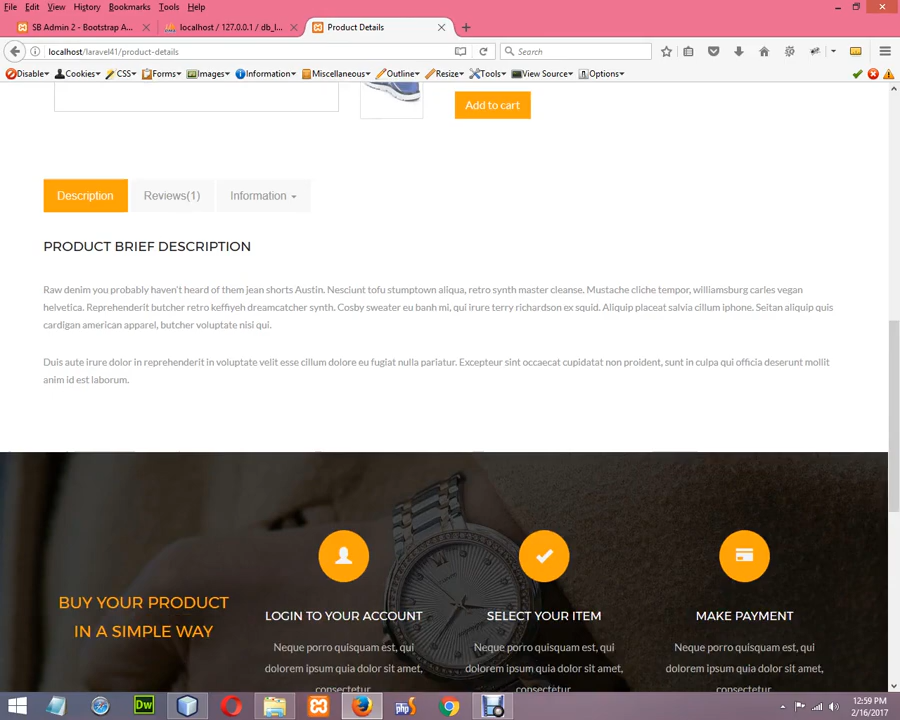 File Edit View History Bookmarks Tools Help
SB Admin 2 - Bootstrap A...
localhost / 127.0.0.1 / db_l...
Product Details
localhost/laravel41/product-details
Search
Disable Cookies CSS Forms Images Information Miscellaneous Outline Resize Tools View Source Options
Add to cart
Description
Reviews(1)
Information
PRODUCT BRIEF DESCRIPTION
Raw denim you probably haven't heard of them jean shorts Austin. Nesciunt tofu stumptown aliqua, retro synth master cleanse. Mustache cliche tempor, williamsburg carles vegan
helvetica. Reprehenderit butcher retro keffiyeh dreamcatcher synth. Cosby sweater eu banh mi, qui irure terry richardson ex squid. Aliquip placeat salvia cillum iphone. Seitan aliquip quis
cardigan american apparel, butcher voluptate nisi qui.
Duis aute irure dolor in reprehenderit in voluptate velit esse cillum dolore eu fugiat nulla pariatur. Excepteur sint occaecat cupidatat non proident, sunt in culpa qui officia deserunt mollit
anim id est laborum.
BUY YOUR PRODUCT
IN A SIMPLE WAY
LOGIN TO YOUR ACCOUNT
Neque porro quisquam est, qui
dolorem ipsum quia dolor sit amet,
consectetur
SELECT YOUR ITEM
Neque porro quisquam est, qui
dolorem ipsum quia dolor sit amet,
consectetur
MAKE PAYMENT
Neque porro quisquam est, qui
dolorem ipsum quia dolor sit amet,
consectetur
Dw
php
12:59 PM
2/16/2017